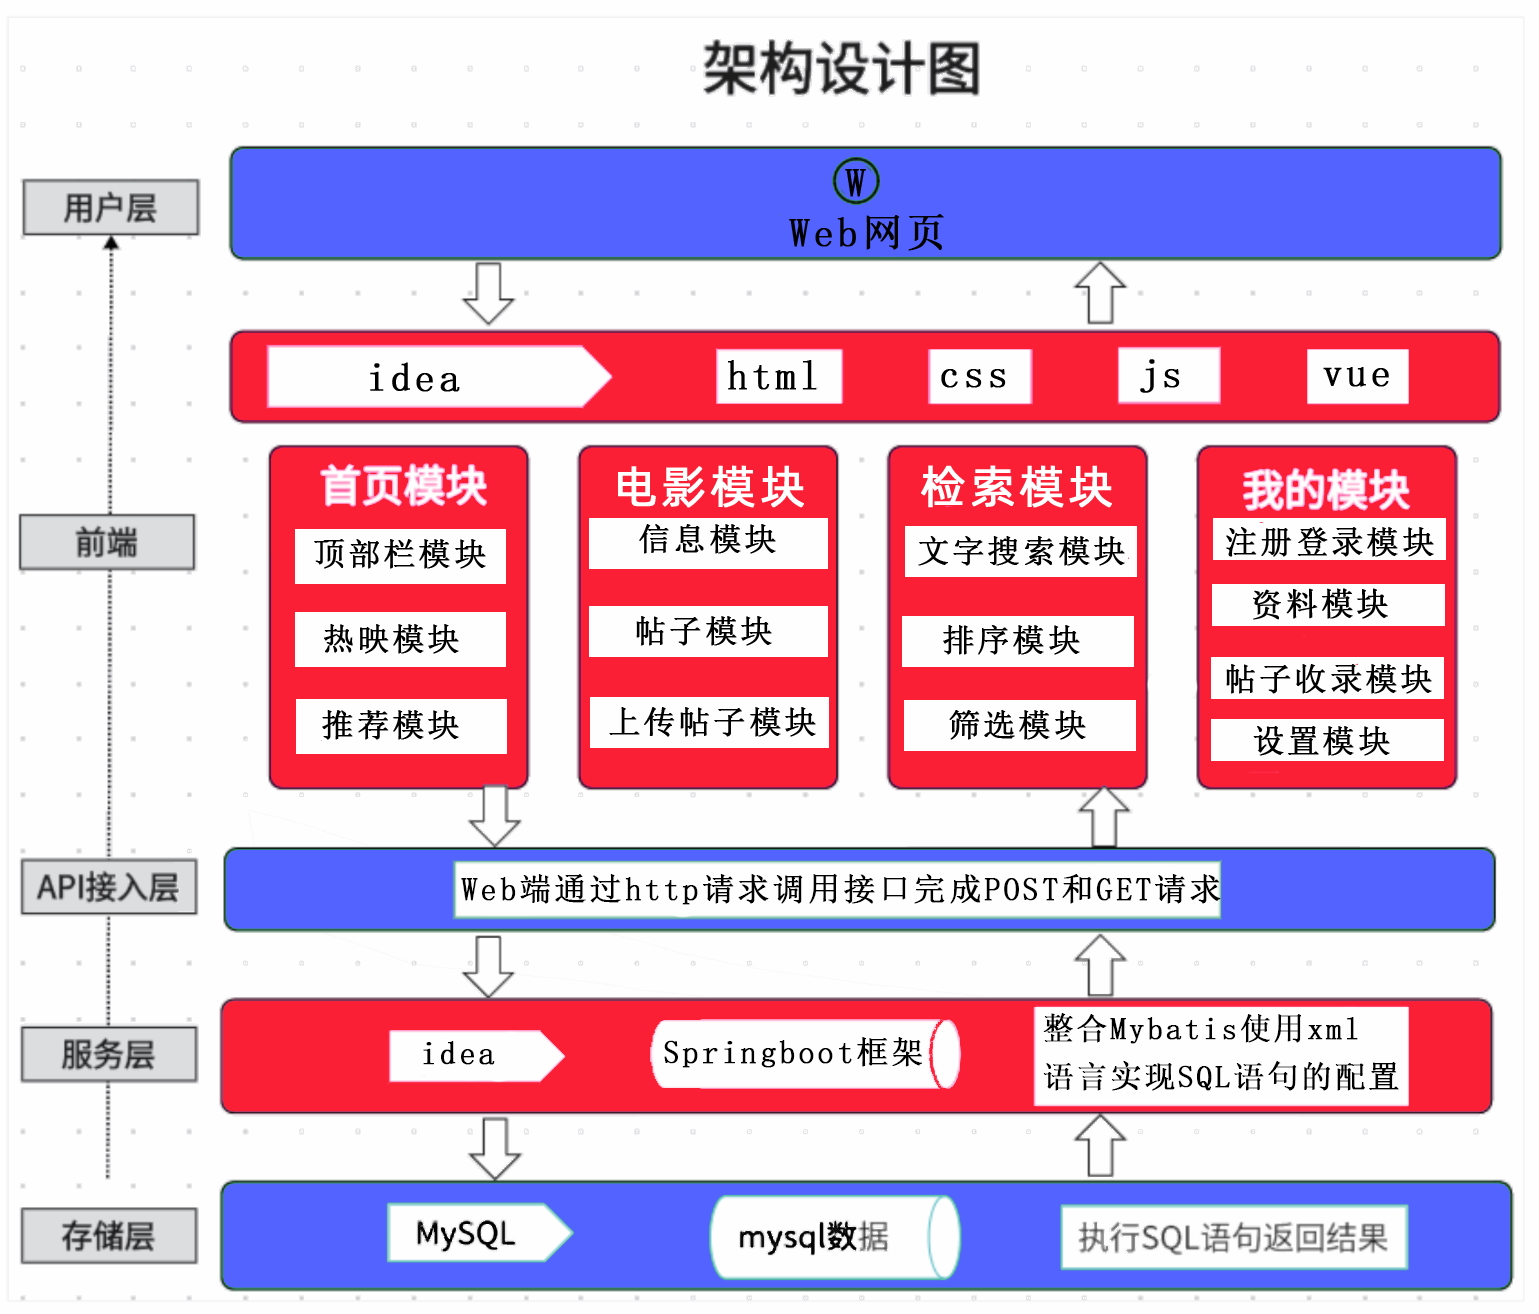 架构设计图
用户层
W
Web网页
idea
html
css
js
vue
前端
首页模块
顶部栏模块
热映模块
推荐模块
电影模块
信息模块
帖子模块
上传帖子模块
检索模块
文字搜索模块
排序模块
筛选模块
我的模块
注册登录模块
资料模块
帖子收录模块
设置模块
API接入层
Web端通过http请求调用接口完成POST和GET请求
服务层
idea
Springboot框架
整合Mybatis使用xml
语言实现SQL语句的配置
存储层
MySQL
mysql数据
执行SQL语句返回结果